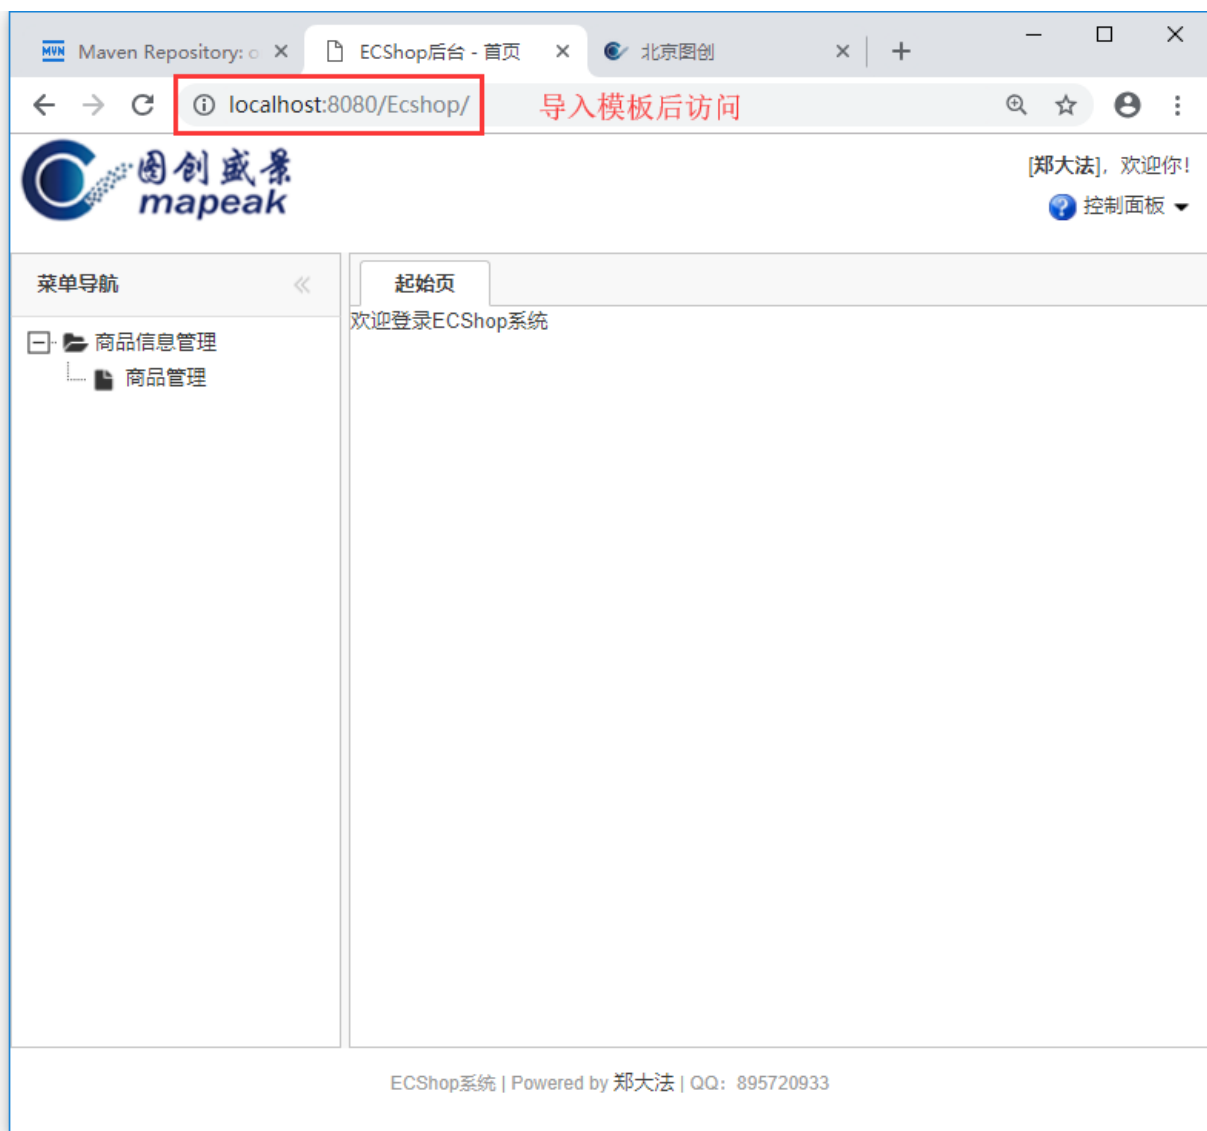 Maven Repository: o
ECShop后台 - 首页
北京图创
localhost:8080/Ecshop/
导入模板后访问
图创盛景
mapeak
[郑大法], 欢迎你!
控制面板
菜单导航
起始页
商品信息管理
商品管理
欢迎登录ECShop系统
ECShop系统 | Powered by 郑大法 | QQ: 895720933